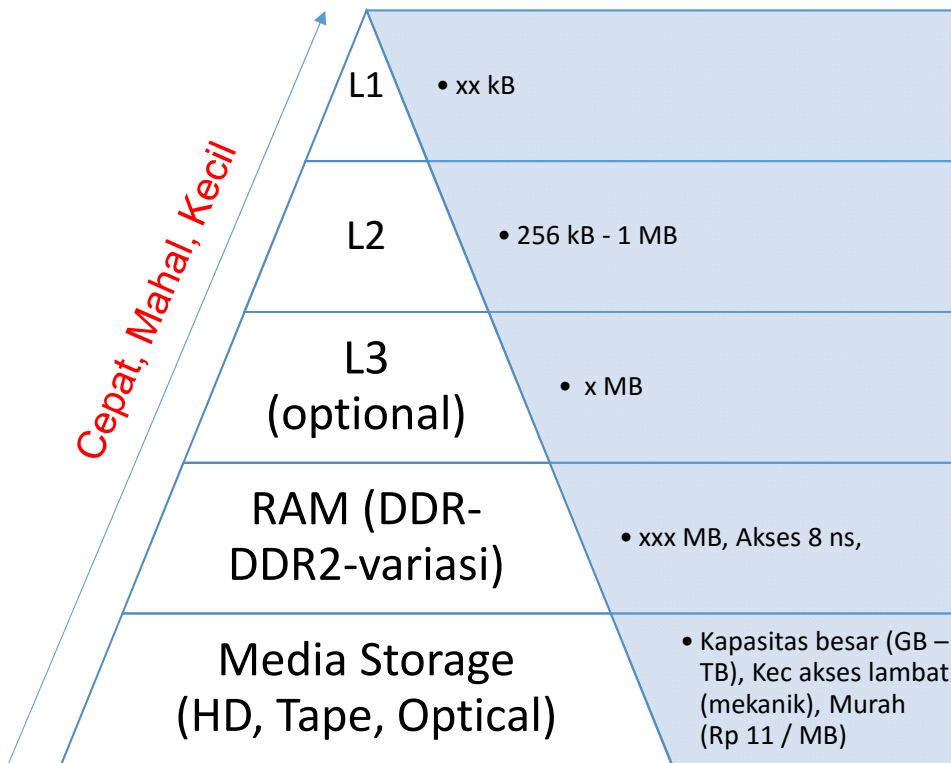 Cepat, Mahal, Kecil
L1
• xx kB
L2
• 256 kB - 1 MB
L3
(optional)
• x MB
RAM (DDR-
DDR2-variasi)
• xxx MB, Akses 8 ns,
Media Storage
(HD, Tape, Optical)
• Kapasitas besar (GB –
TB), Kec akses lambat
(mekanik), Murah
(Rp 11 / MB)